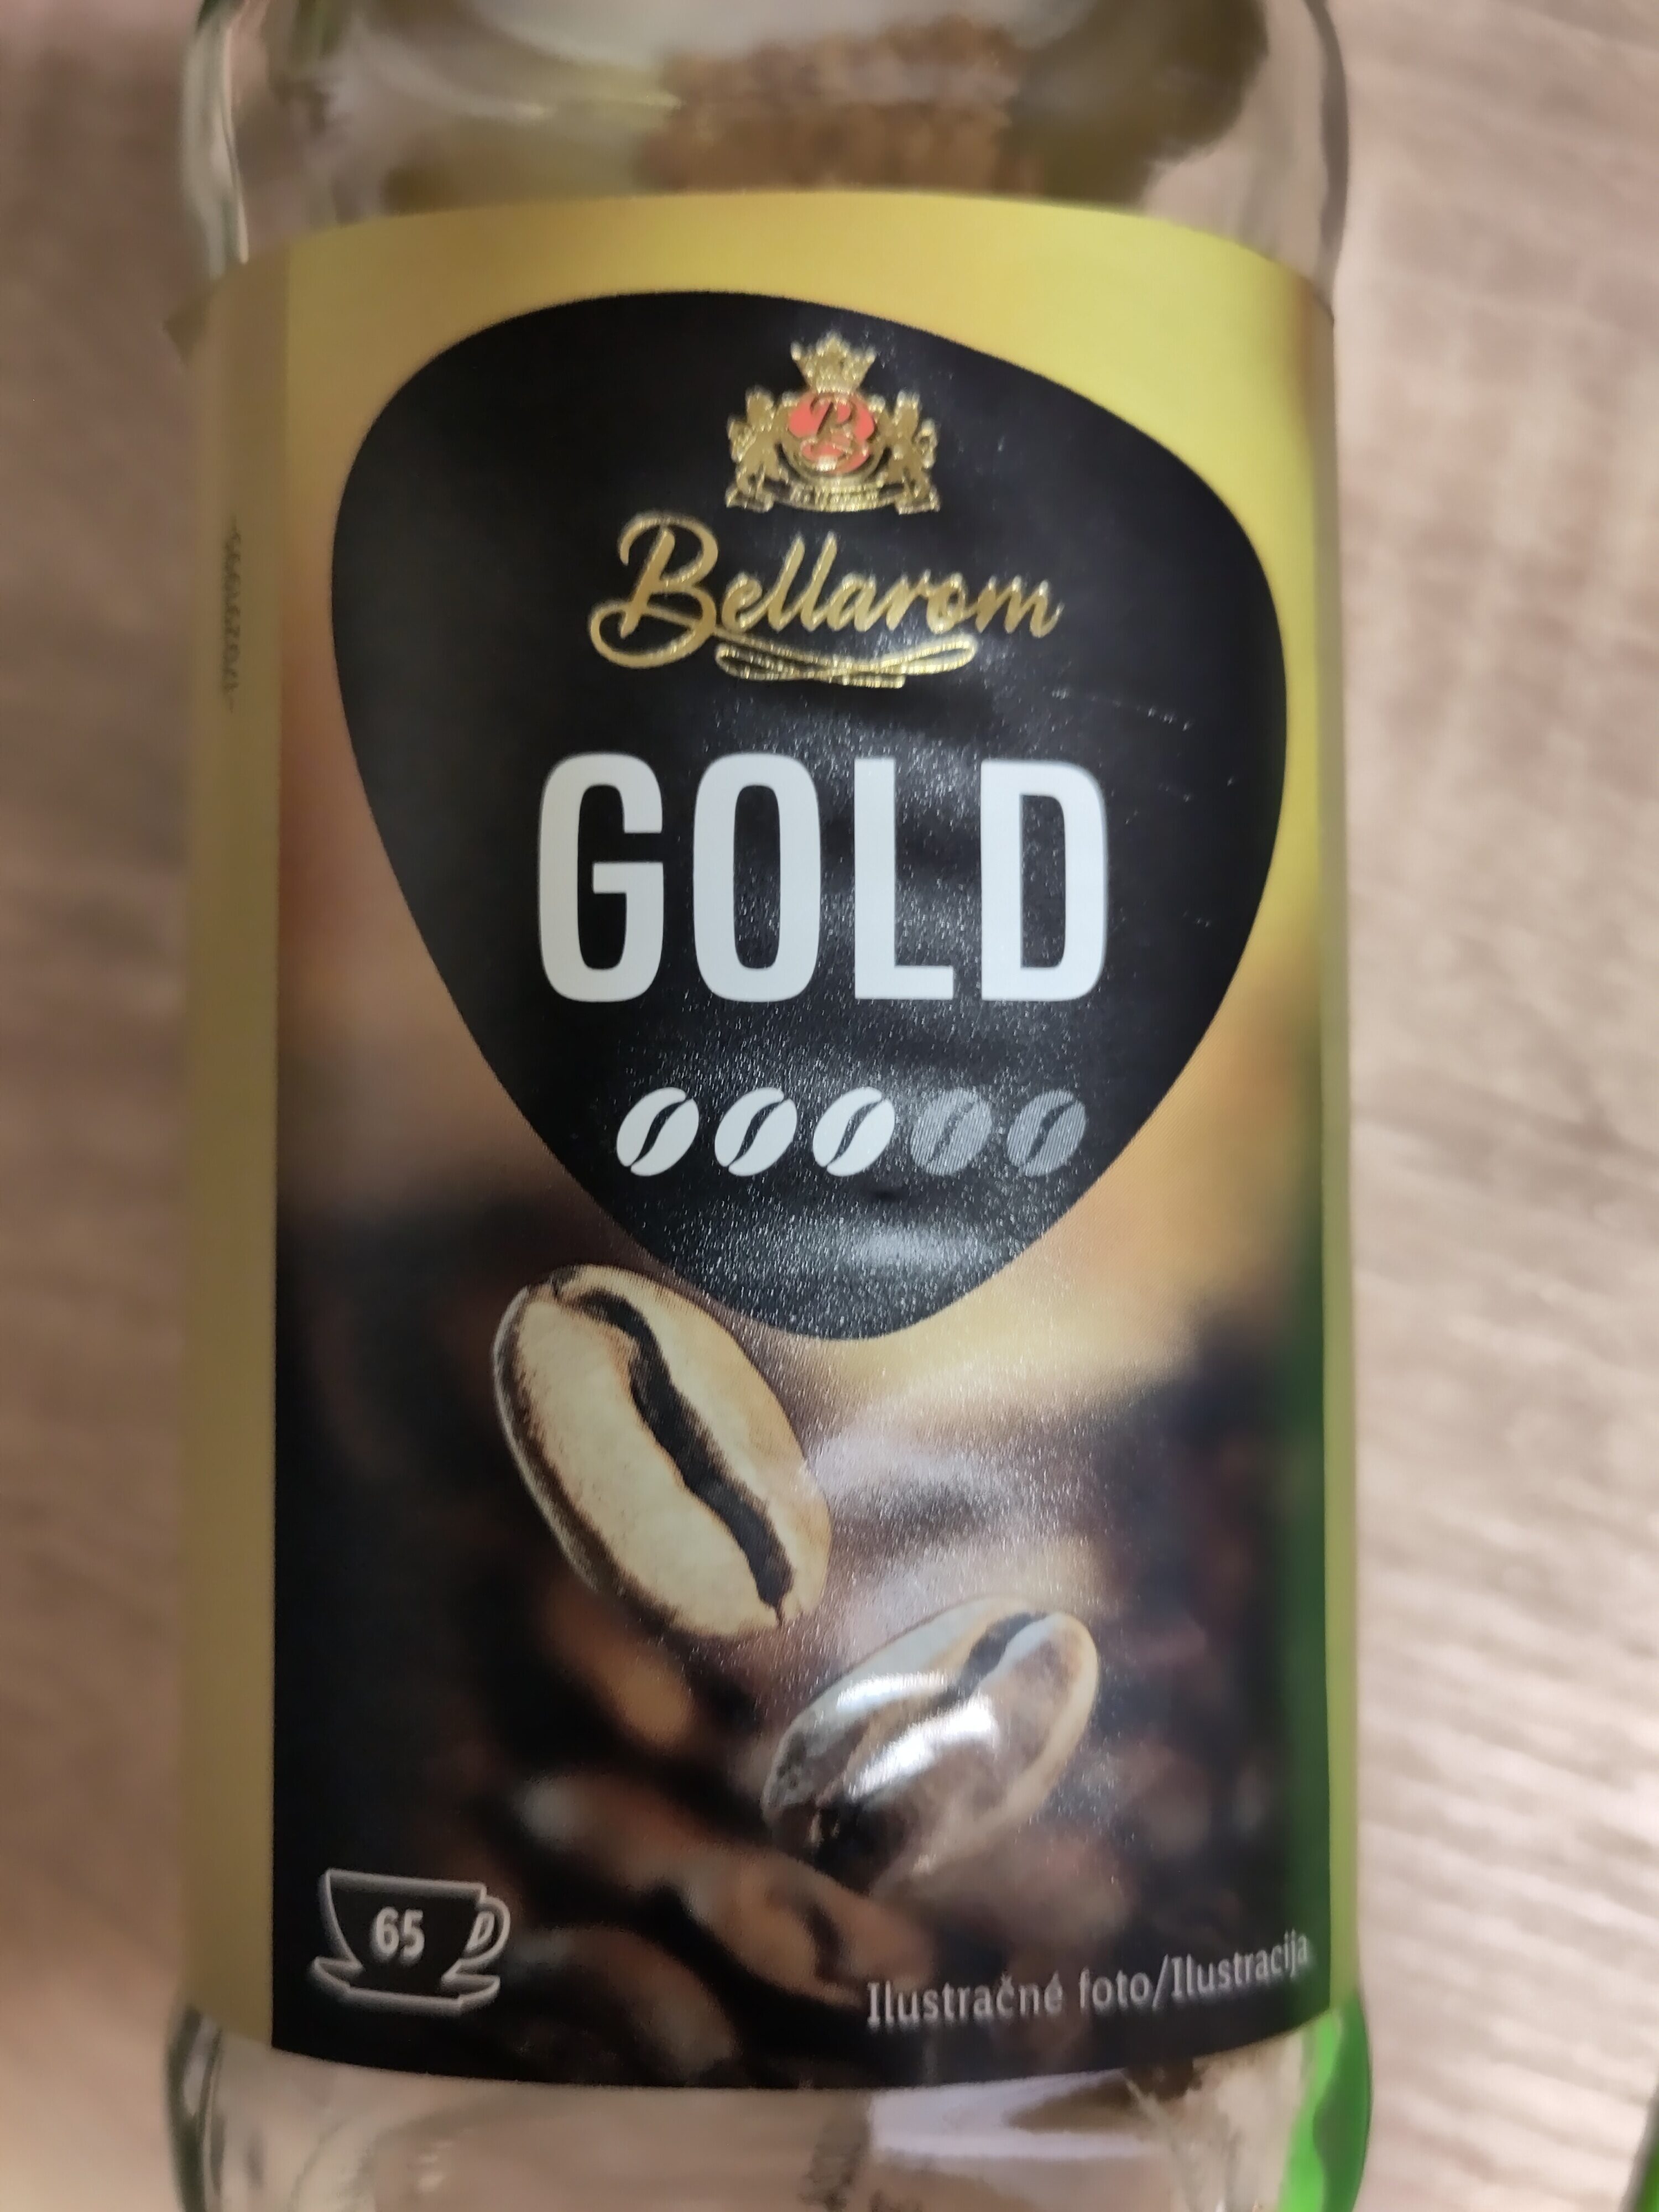 Bellarom
GOLD
65
Ilustračné foto/Ilustracija